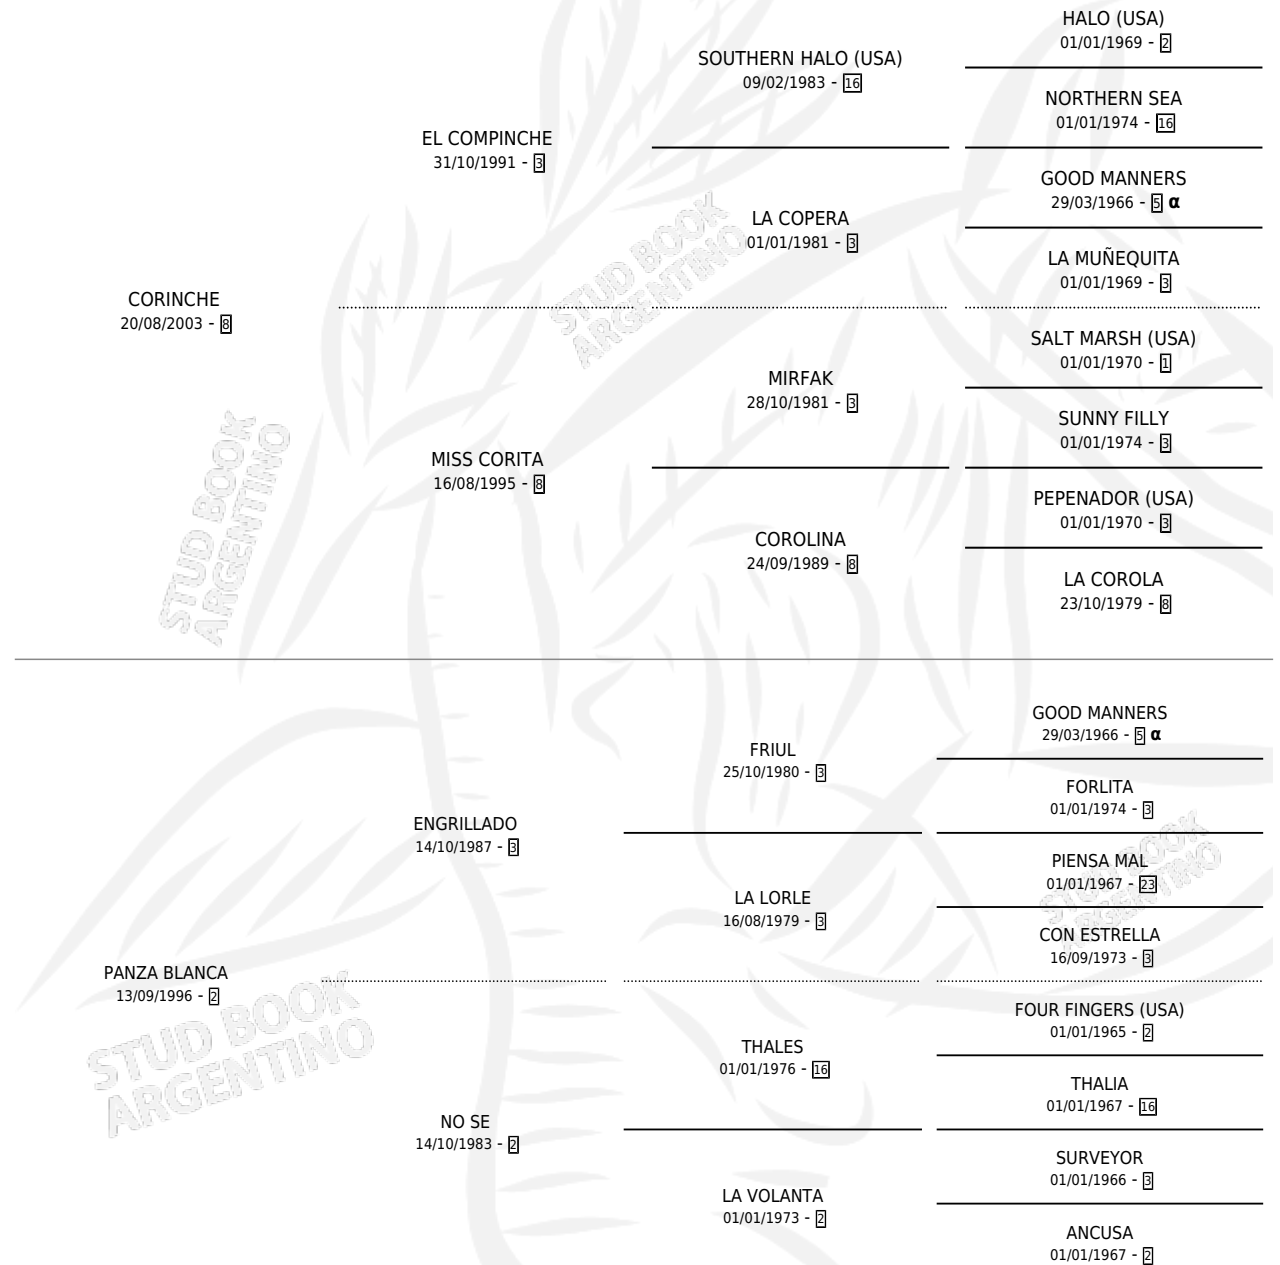 HALO (USA)
01/01/1969 - 2
SOUTHERN HALO (USA)
09/02/1983 - 16
NORTHERN SEA
01/01/1974 - 16
EL COMPINCHE
31/10/1991 - 3
GOOD MANNERS
29/03/1966 - 5 α
LA COPERA
01/01/1981 - 3
LA MUÑEQUITA
01/01/1969 - 3
CORINCHE
20/08/2003 - 8
SALT MARSH (USA)
01/01/1970 - 1
MIRFAK
28/10/1981 - 3
SUNNY FILLY
01/01/1974 - 3
MISS CORITA
16/08/1995 - 8
PEPENADOR (USA)
01/01/1970 - 3
COROLINA
24/09/1989 - 8
LA COROLA
23/10/1979 - 8
GOOD MANNERS
29/03/1966 - 5 α
FRIUL
25/10/1980 - 3
FORLITA
01/01/1974 - 3
ENGRILLADO
14/10/1987 - 3
PIENSA MAL
01/01/1967 - 23
LA LORLE
16/08/1979 - 3
CON ESTRELLA
16/09/1973 - 3
PANZA BLANCA
13/09/1996 - 2
FOUR FINGERS (USA)
01/01/1965 - 2
THALES
01/01/1976 - 16
THALIA
01/01/1967 - 16
NO SE
14/10/1983 - 2
SURVEYOR
01/01/1966 - 3
LA VOLANTA
01/01/1973 - 2
ANCUSA
01/01/1967 - 2
STUD BOOK
ARGENTINO
STUD BOOK
ARGENTINO
STUD BOOK
ARGENTINO
STUD BOOK
ARGENTINO